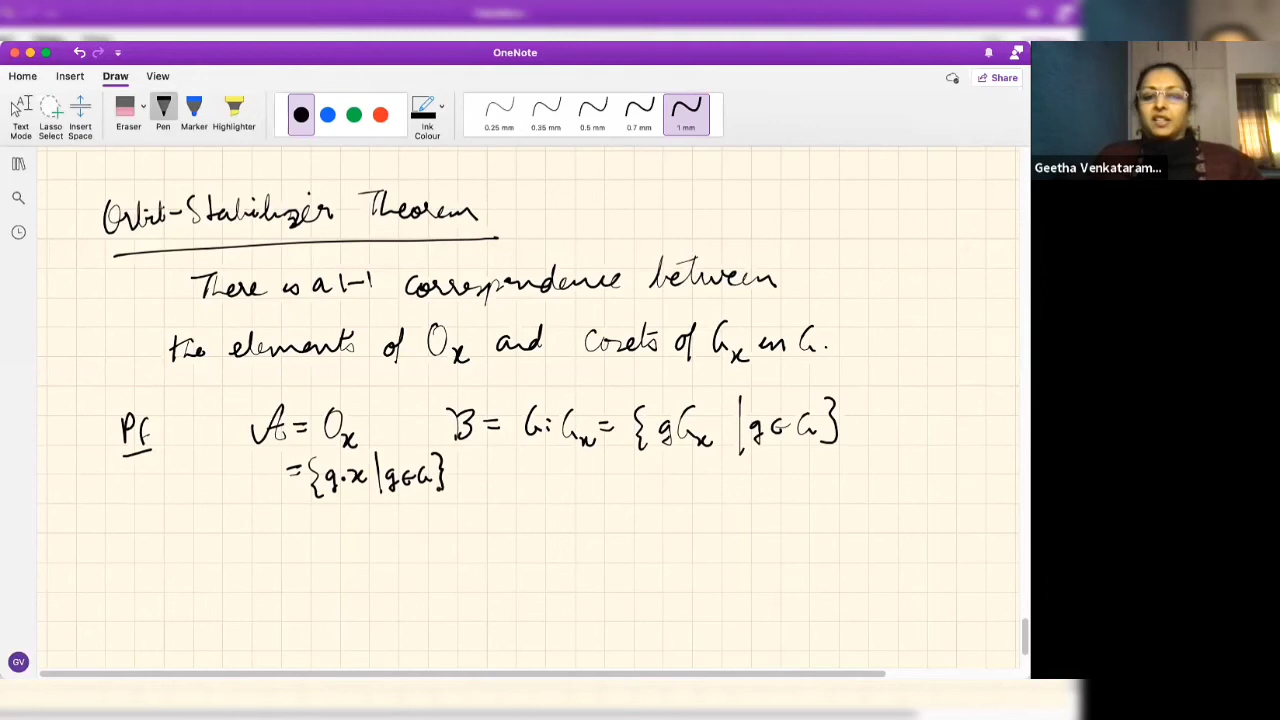 OneNote
Home Insert Draw View
Share
Text Mode
Lasso Select
Insert Space
Eraser
Pen
Marker
Highlighter
Ink Colour
0.25 mm
0.35 mm
0.5 mm
0.7 mm
1 mm
Geetha Venkataram...
Orbit-Stabilizer Theorem
There is a 1-1 correspondence between
the elements of Oₓ and cosets of Gₓ in G.
Pf 𝒜 = Oₓ ℬ = G:Gₓ = {gGₓ | g∈G}
= {g·x | g∈G}
GV